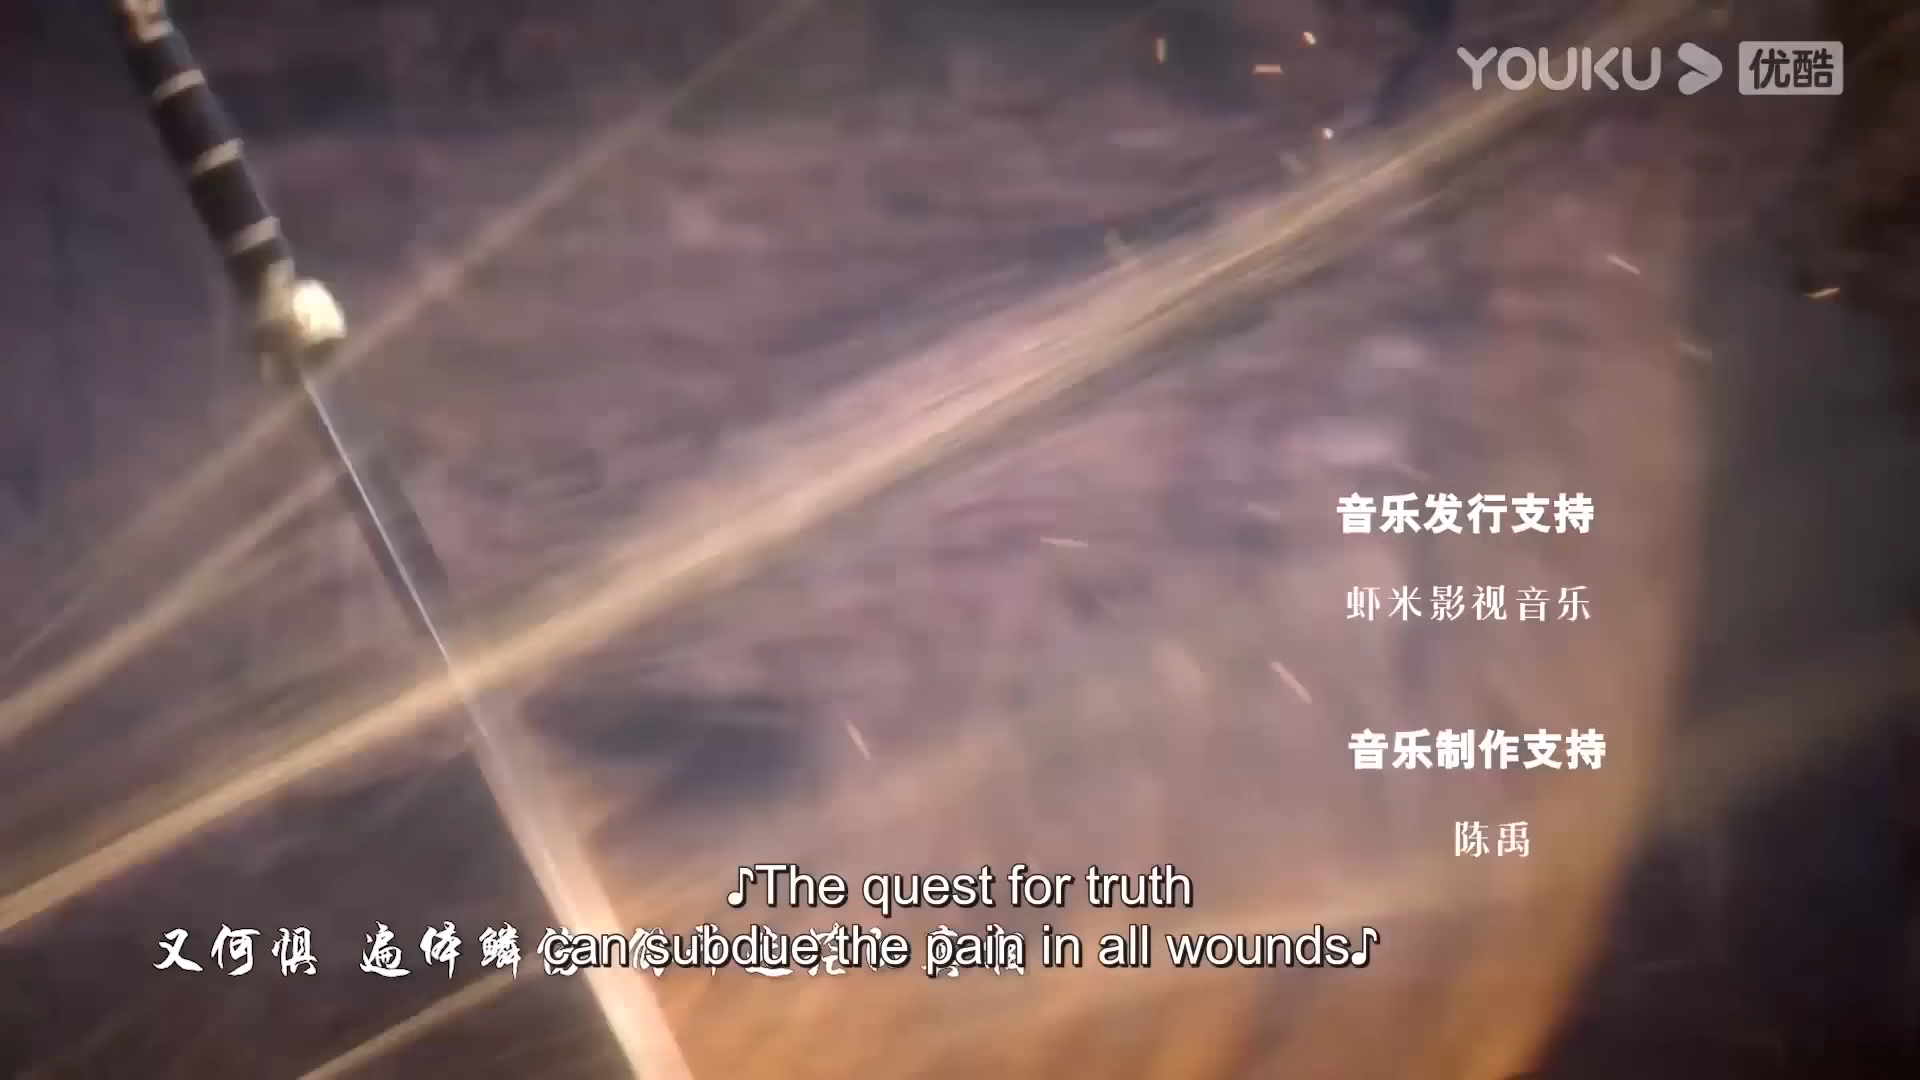 YOUKU 优酷
音乐发行支持
虾米影视音乐
音乐制作支持
陈禹
♪The quest for truth
can subdue the pain in all wounds♪
又何惧 遍体鳞伤